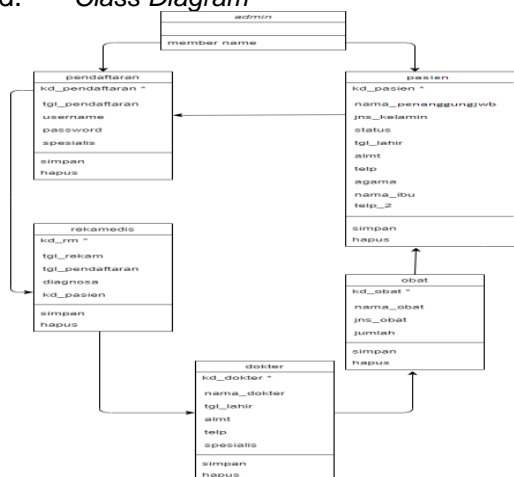 d. Class Diagram
admin
member name
pendaftaran
kd_pendaftaran *
tgl_pendaftaran
username
password
spesialis
simpan
hapus
pasien
kd_pasien *
nama_penanggungjwb
jns_kelamin
status
tgl_lahir
almt
telp
agama
nama_ibu
telp_2
simpan
hapus
rekamedis
kd_rm *
tgl_rekam
tgl_pendaftaran
diagnosa
kd_pasien
simpan
hapus
obat
kd_obat *
nama_obat
jns_obat
jumlah
simpan
hapus
dokter
kd_dokter *
nama_dokter
tgl_lahir
almt
telp
spesialis
simpan
hapus